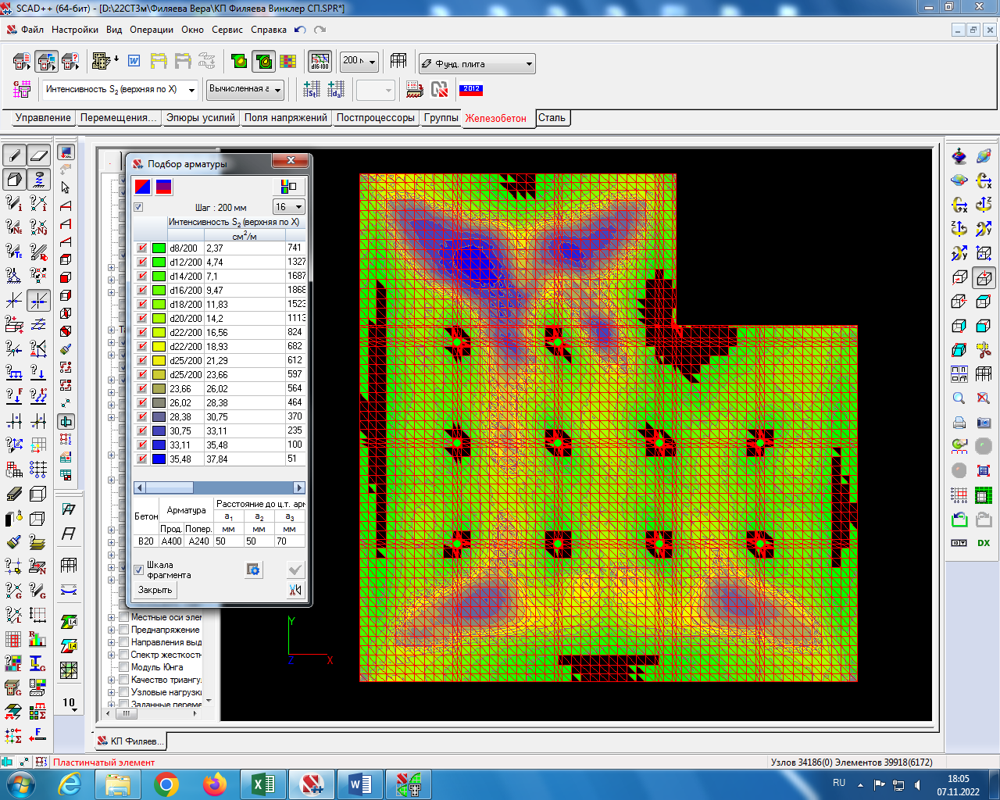 SCAD++ (64-бит) - [D:\22СТ3м\Филяева Вера\КП Филяева Винклер СП.SPR*]
Файл Настройки Вид Операции Окно Сервис Справка
d16:100 200 Фунд. плита
Интенсивность S2 (верхняя по X) Вычисленная 2012
Управление Перемещения... Эпюры усилий Поля напряжений Постпроцессоры Группы Железобетон Сталь
Подбор арматуры
Шаг : 200 мм 16
Интенсивность S2 (верхняя по X)
см2/м
d8/200 2,37 741
d12/200 4,74 1327
d14/200 7,1 1687
d16/200 9,47 1868
d18/200 11,83 1523
d20/200 14,2 1113
d22/200 16,56 824
d22/200 18,93 682
d25/200 21,29 612
d25/200 23,66 597
23,66 26,02 564
26,02 28,38 464
28,38 30,75 370
30,75 33,11 235
33,11 35,48 100
35,48 37,84 51
Бетон Арматура Расстояние до ц.т. арм
Прод. Попер. a1 a2 a3
мм мм мм
B20 A400 A240 50 50 70
Шкала
фрагмента
Закрыть
Местные оси элем
Преднапряжение
Направления выд
Спектр жесткост
Модуль Юнга
Качество триангу.
Узловые нагрузки
Заданные переме
Y
Z X
10
DX
КП Филяев...
Пластинчатый элемент Узлов 34186(0) Элементов 39918(6172)
RU 18:05
07.11.2022